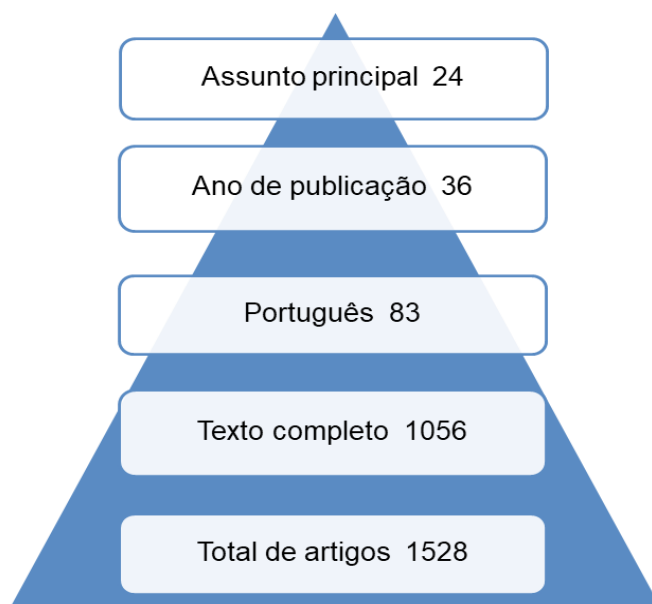 Assunto principal 24
Ano de publicação 36
Português 83
Texto completo 1056
Total de artigos 1528